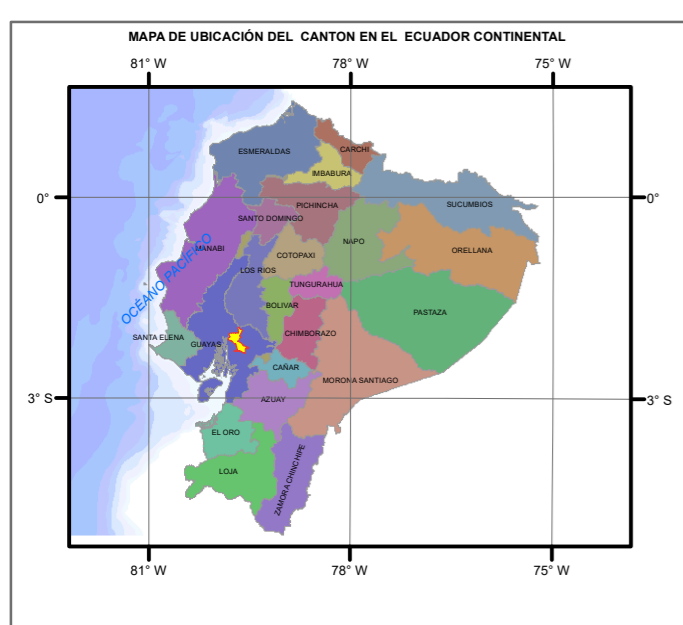 MAPA DE UBICACIÓN DEL CANTON EN EL ECUADOR CONTINENTAL
81° W 78° W 75° W
ESMERALDAS
CARCHI
IMBABURA
0° 0°
SUCUMBIOS
PICHINCHA
SANTO DOMINGO
NAPO
MANABI
ORELLANA
COTOPAXI
LOS RIOS
OCÉANO PACÍFICO
TUNGURAHUA
BOLIVAR
PASTAZA
CHIMBORAZO
SANTA ELENA
GUAYAS
CAÑAR
MORONA SANTIAGO
3° S 3° S
AZUAY
EL ORO
LOJA
ZAMORA CHINCHIPE
81° W 78° W 75° W